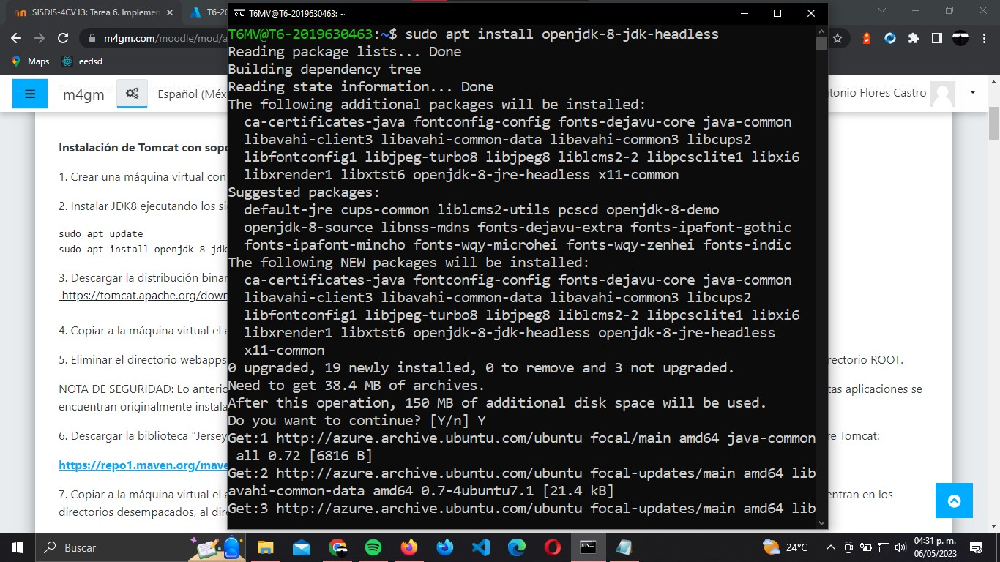 SISDIS-4CV13: Tarea 6. Implemen
T6-20
T6MV@T6-2019630463: ~
m4gm.com/moodle/mod/a
Maps
eedsd
m4gm
Español (Méx
tonio Flores Castro
Instalación de Tomcat con sopo
1. Crear una máquina virtual con
2. Instalar JDK8 ejecutando los si
sudo apt update
sudo apt install openjdk-8-jdk
3. Descargar la distribución binar
https://tomcat.apache.org/down
4. Copiar a la máquina virtual el a
5. Eliminar el directorio webapps
rectorio ROOT.
NOTA DE SEGURIDAD: Lo anterio
tas aplicaciones se
encuentran originalmente instala
6. Descargar la biblioteca "Jersey
re Tomcat:
https://repo1.maven.org/mave
7. Copiar a la máquina virtual el a
entran en los
directorios desempacados, al dire
T6MV@T6-2019630463:~$ sudo apt install openjdk-8-jdk-headless
Reading package lists... Done
Building dependency tree
Reading state information... Done
The following additional packages will be installed:
ca-certificates-java fontconfig-config fonts-dejavu-core java-common
libavahi-client3 libavahi-common-data libavahi-common3 libcups2
libfontconfig1 libjpeg-turbo8 libjpeg8 liblcms2-2 libpcsclite1 libxi6
libxrender1 libxtst6 openjdk-8-jre-headless x11-common
Suggested packages:
default-jre cups-common liblcms2-utils pcscd openjdk-8-demo
openjdk-8-source libnss-mdns fonts-dejavu-extra fonts-ipafont-gothic
fonts-ipafont-mincho fonts-wqy-microhei fonts-wqy-zenhei fonts-indic
The following NEW packages will be installed:
ca-certificates-java fontconfig-config fonts-dejavu-core java-common
libavahi-client3 libavahi-common-data libavahi-common3 libcups2
libfontconfig1 libjpeg-turbo8 libjpeg8 liblcms2-2 libpcsclite1 libxi6
libxrender1 libxtst6 openjdk-8-jdk-headless openjdk-8-jre-headless
x11-common
0 upgraded, 19 newly installed, 0 to remove and 3 not upgraded.
Need to get 38.4 MB of archives.
After this operation, 150 MB of additional disk space will be used.
Do you want to continue? [Y/n] Y
Get:1 http://azure.archive.ubuntu.com/ubuntu focal/main amd64 java-common
all 0.72 [6816 B]
Get:2 http://azure.archive.ubuntu.com/ubuntu focal-updates/main amd64 lib
avahi-common-data amd64 0.7-4ubuntu7.1 [21.4 kB]
Get:3 http://azure.archive.ubuntu.com/ubuntu focal-updates/main amd64 lib
Buscar
24°C
04:31 p. m.
06/05/2023